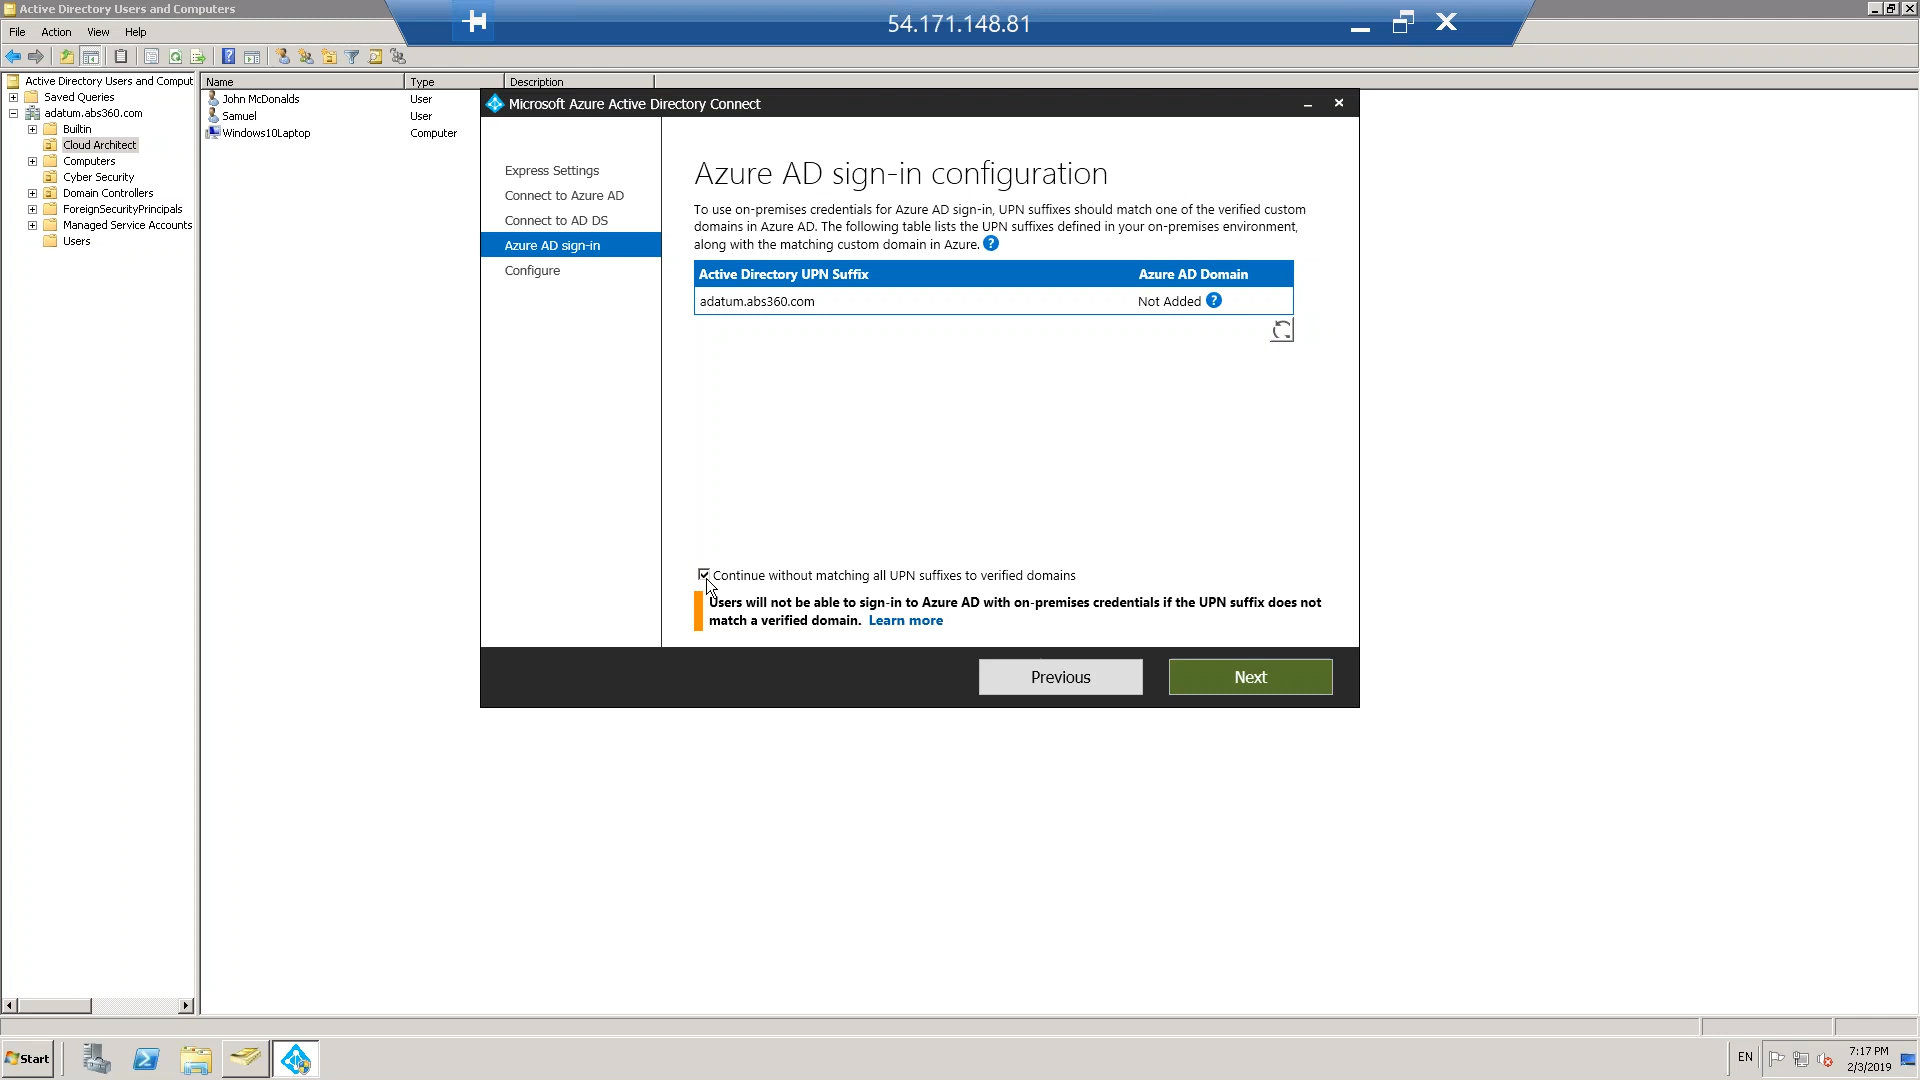 Active Directory Users and Computers
54.171.148.81
File Action View Help
Active Directory Users and Comput
Saved Queries
adatum.abs360.com
Builtin
Cloud Architect
Computers
Cyber Security
Domain Controllers
ForeignSecurityPrincipals
Managed Service Accounts
Users
Name Type Description
John McDonalds User
Samuel User
Windows10Laptop Computer
Microsoft Azure Active Directory Connect
Express Settings
Connect to Azure AD
Connect to AD DS
Azure AD sign-in
Configure
Azure AD sign-in configuration
To use on-premises credentials for Azure AD sign-in, UPN suffixes should match one of the verified custom
domains in Azure AD. The following table lists the UPN suffixes defined in your on-premises environment,
along with the matching custom domain in Azure. ?
Active Directory UPN Suffix Azure AD Domain
adatum.abs360.com Not Added ?
Continue without matching all UPN suffixes to verified domains
Users will not be able to sign-in to Azure AD with on-premises credentials if the UPN suffix does not
match a verified domain. Learn more
Previous Next
Start
EN
7:17 PM
2/3/2019